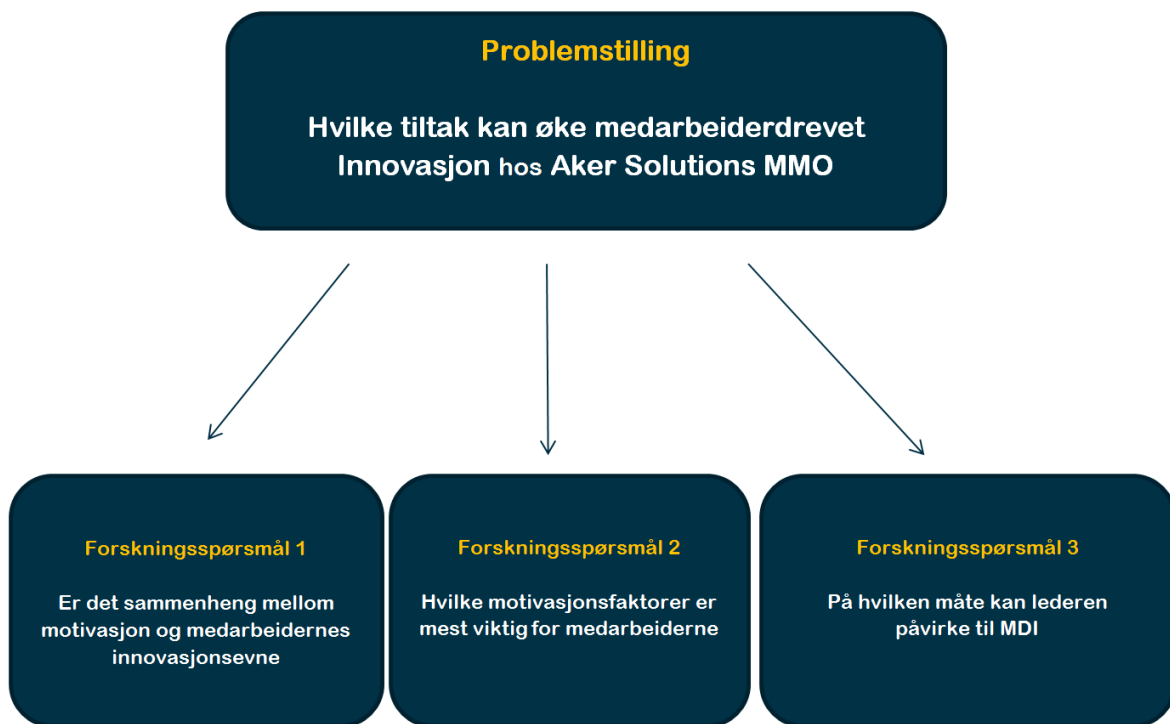 Problemstilling
Hvilke tiltak kan øke medarbeiderdrevet
Innovasjon hos Aker Solutions MMO
Forskningsspørsmål 1
Er det sammenheng mellom
motivasjon og medarbeidernes
innovasjonsevne
Forskningsspørsmål 2
Hvilke motivasjonsfaktorer er
mest viktig for medarbeiderne
Forskningsspørsmål 3
På hvilken måte kan lederen
påvirke til MDI